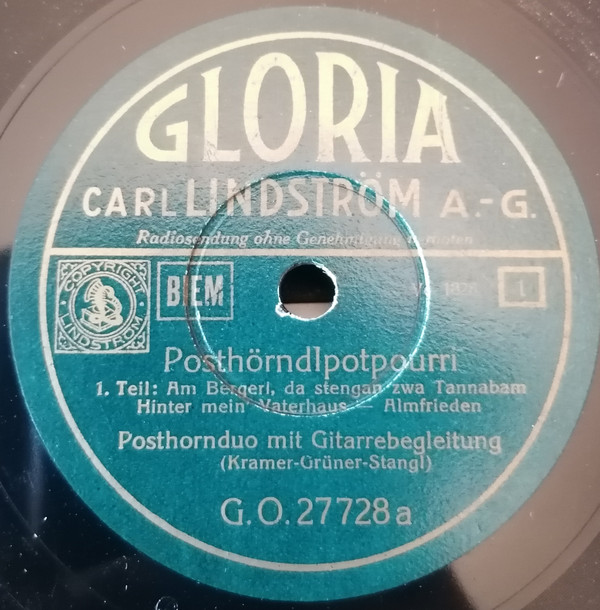 GLORIA
CARL LINDSTRÖM A.-G.
Radiosendung ohne Genehmigung verboten
COPYRIGHT
LINDSTRÖM
BIEM
1
Posthörndlpotpourri
1. Teil: Am Bergerl, da stengan zwa Tannabam
Hinter mein' Vaterhaus — Almfrieden
Posthornduo mit Gitarrebegleitung
(Kramer-Grüner-Stangl)
G. O. 27728 a